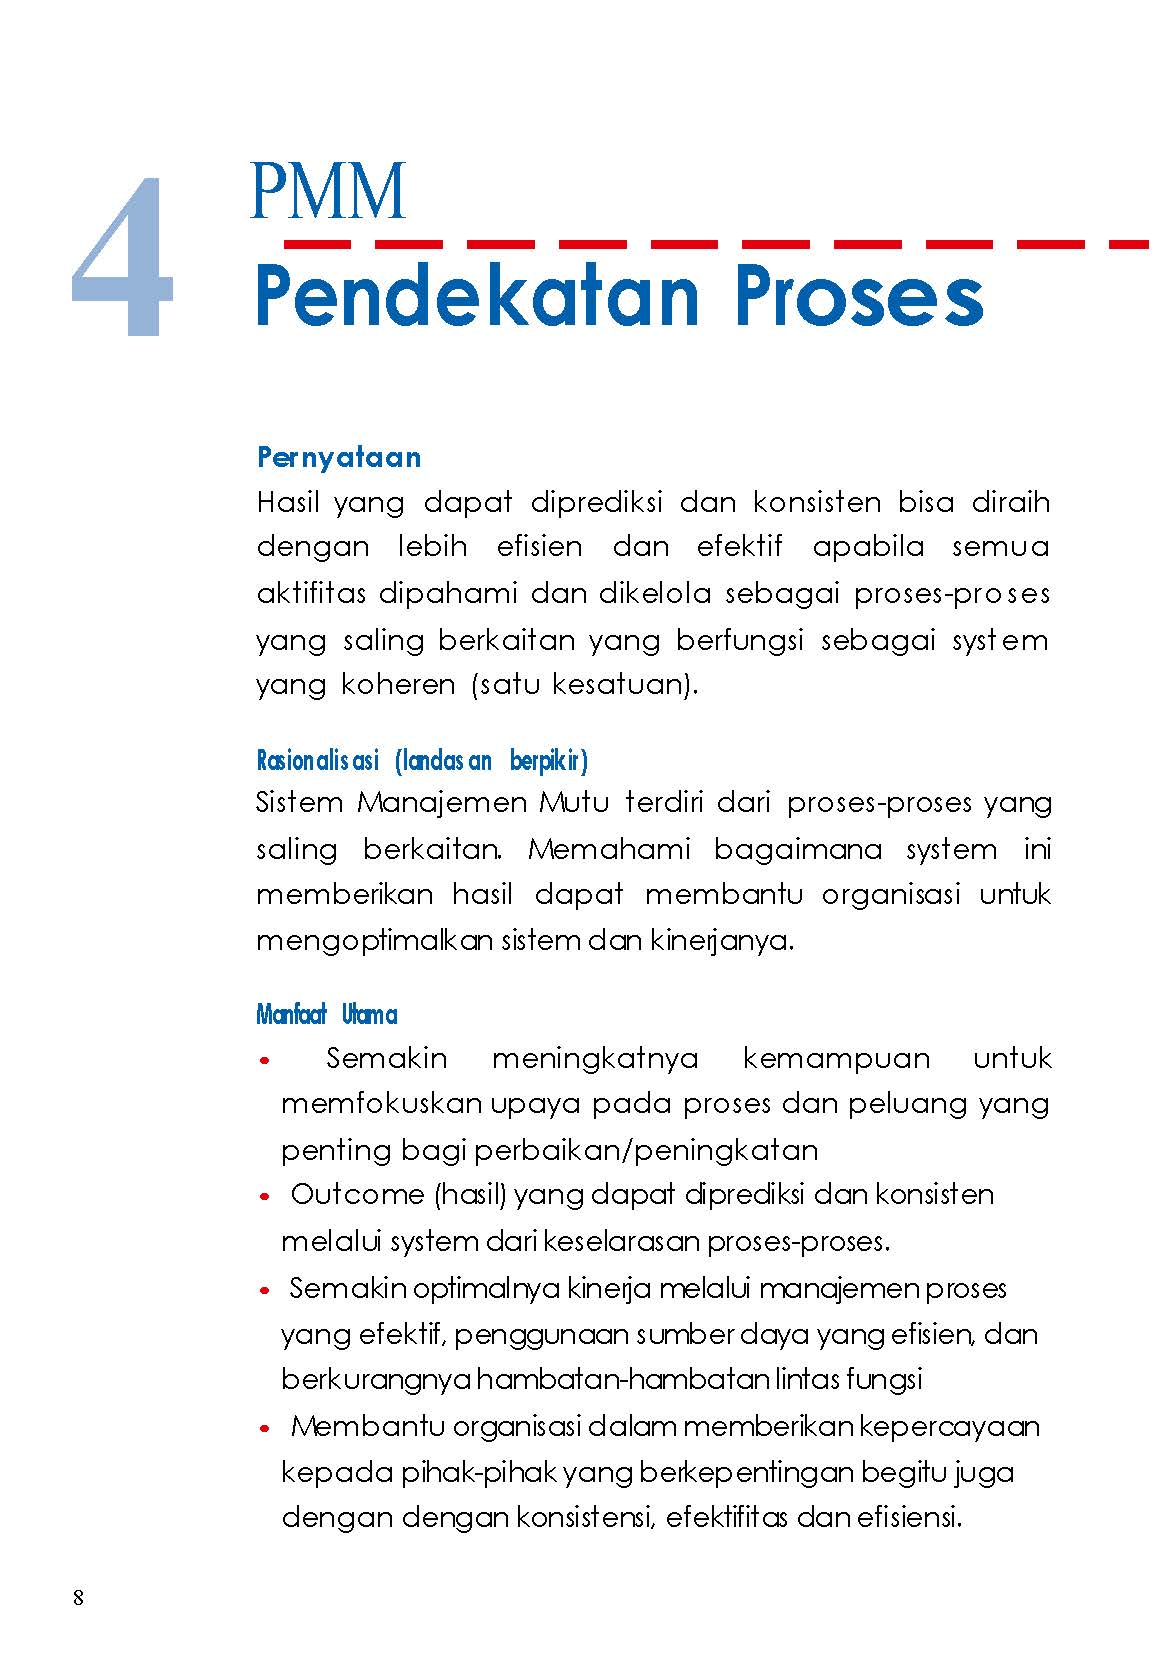 4
PMM
Pendekatan Proses
Pernyataan
Hasil yang dapat diprediksi dan konsisten bisa diraih
dengan lebih efisien dan efektif apabila semua
aktifitas dipahami dan dikelola sebagai proses-proses
yang saling berkaitan yang berfungsi sebagai system
yang koheren (satu kesatuan).
Rasionalisasi (landasan berpikir)
Sistem Manajemen Mutu terdiri dari proses-proses yang
saling berkaitan. Memahami bagaimana system ini
memberikan hasil dapat membantu organisasi untuk
mengoptimalkan sistem dan kinerjanya.
Manfaat Utama
• Semakin meningkatnya kemampuan untuk
memfokuskan upaya pada proses dan peluang yang
penting bagi perbaikan/peningkatan
• Outcome (hasil) yang dapat diprediksi dan konsisten
melalui system dari keselarasan proses-proses.
• Semakin optimalnya kinerja melalui manajemen proses
yang efektif, penggunaan sumber daya yang efisien, dan
berkurangnya hambatan-hambatan lintas fungsi
• Membantu organisasi dalam memberikan kepercayaan
kepada pihak-pihak yang berkepentingan begitu juga
dengan dengan konsistensi, efektifitas dan efisiensi.
8